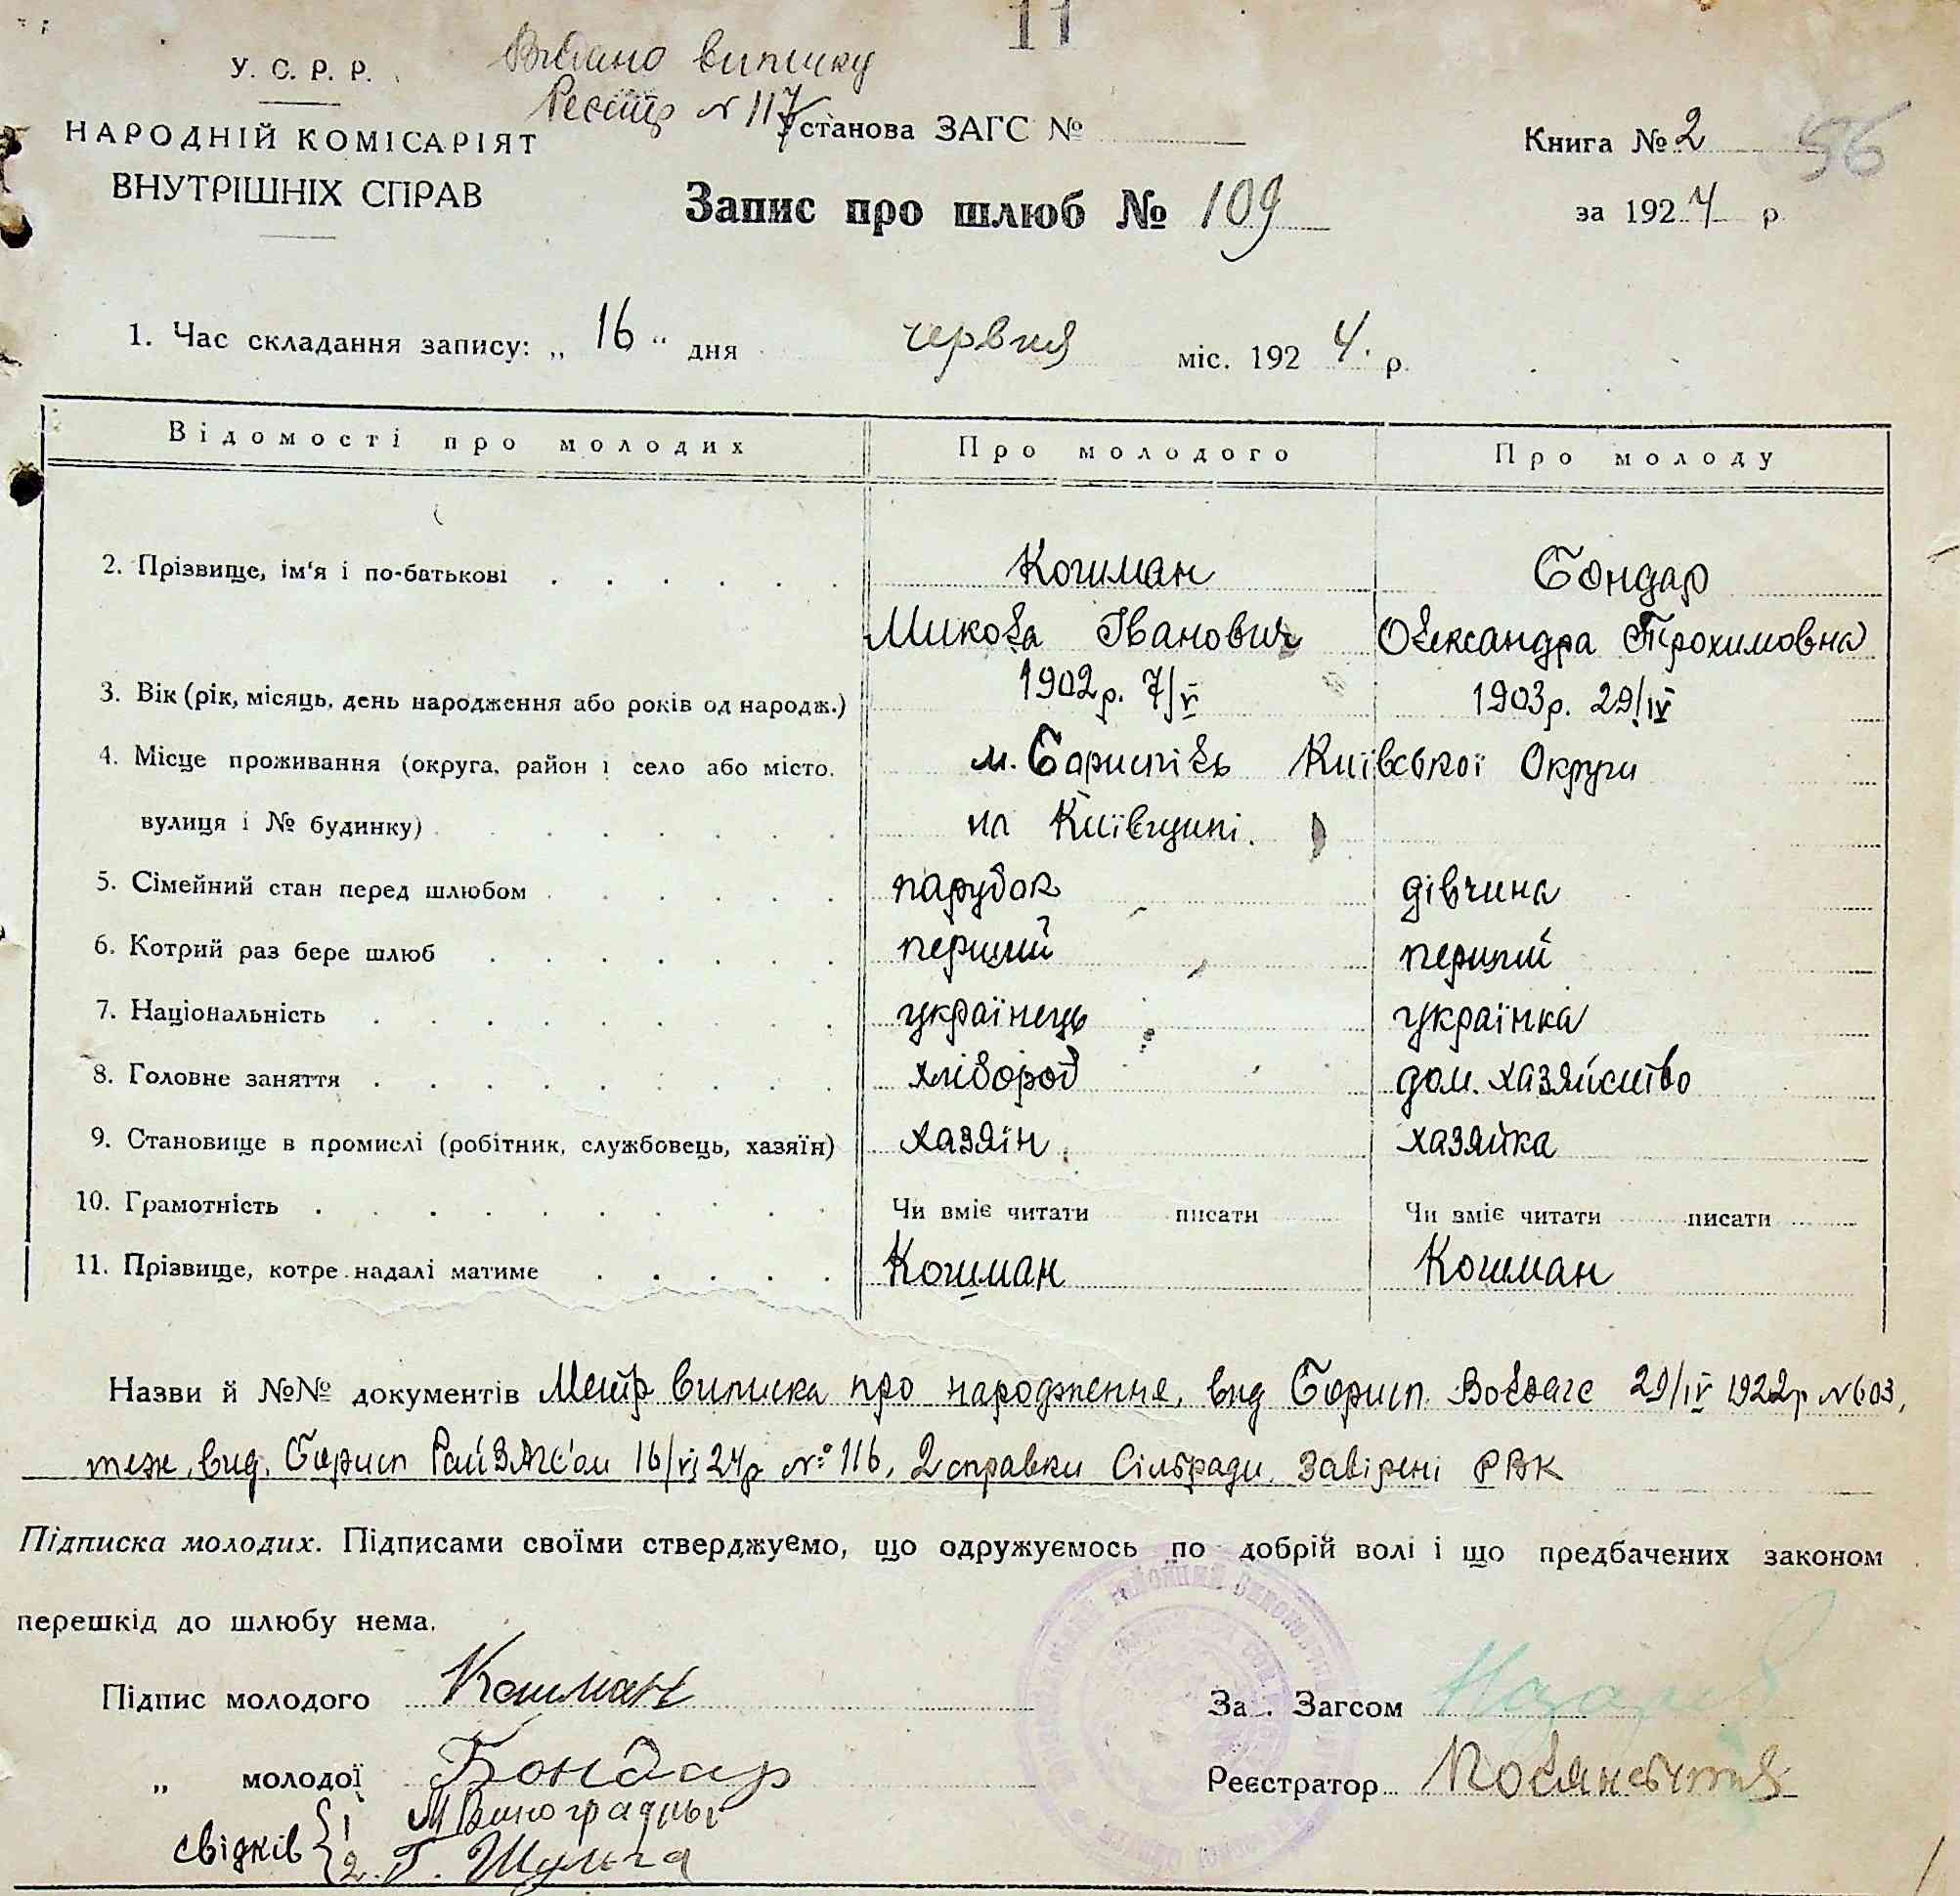 11
У. С. Р. Р.
Видано виписку
Реєстр № 117
НАРОДНІЙ КОМІСАРІЯТ
ВНУТРІШНІХ СПРАВ
Установа ЗАГС №
Книга № 2
56
Запис про шлюб № 109
за 1924 р
1. Час складання запису: „ 16 “ дня червня міс. 1924. р.
Відомості про молодих Про молодого Про молоду
2. Прізвище, ім'я і по-батькові Кошман Бондар
Микола Іванович Олександра Трохимовна
3. Вік (рік, місяць, день народження або років од народж.) 1902 р. 7/V 1903 р. 29/IV
4. Місце проживання (округа, район і село або місто, м. Бориспіль Київської Округи
вулиця і № будинку) на Київщині.
5. Сімейний стан перед шлюбом парубок дівчина
6. Котрий раз бере шлюб перший перший
7. Національність українець українка
8. Головне заняття хлібороб дом. хазяйство
9. Становище в промислі (робітник, службовець, хазяїн) хазяїн хазяйка
10. Грамотність Чи вміє читати писати Чи вміє читати писати
11. Прізвище, котре надалі матиме Кошман Кошман
Назви й №№ документів Метр виписка про народження, вид Борисп. Волзагс 29/IV 1922 р № 603,
теж, вид. Борисп РайЗАГС'ом 16/VI 24р № 116, 2 справки Сільради, завірені РВК
Підписка молодих. Підписами своїми стверджуємо, що одружуємось по добрій волі і що предбачених законом
перешкід до шлюбу нема.
Підпис молодого Кошман
За . Загсом
„ молодої Бондар
Реєстратор
свідків { 1 М Виноградный
2. Г. Шульга